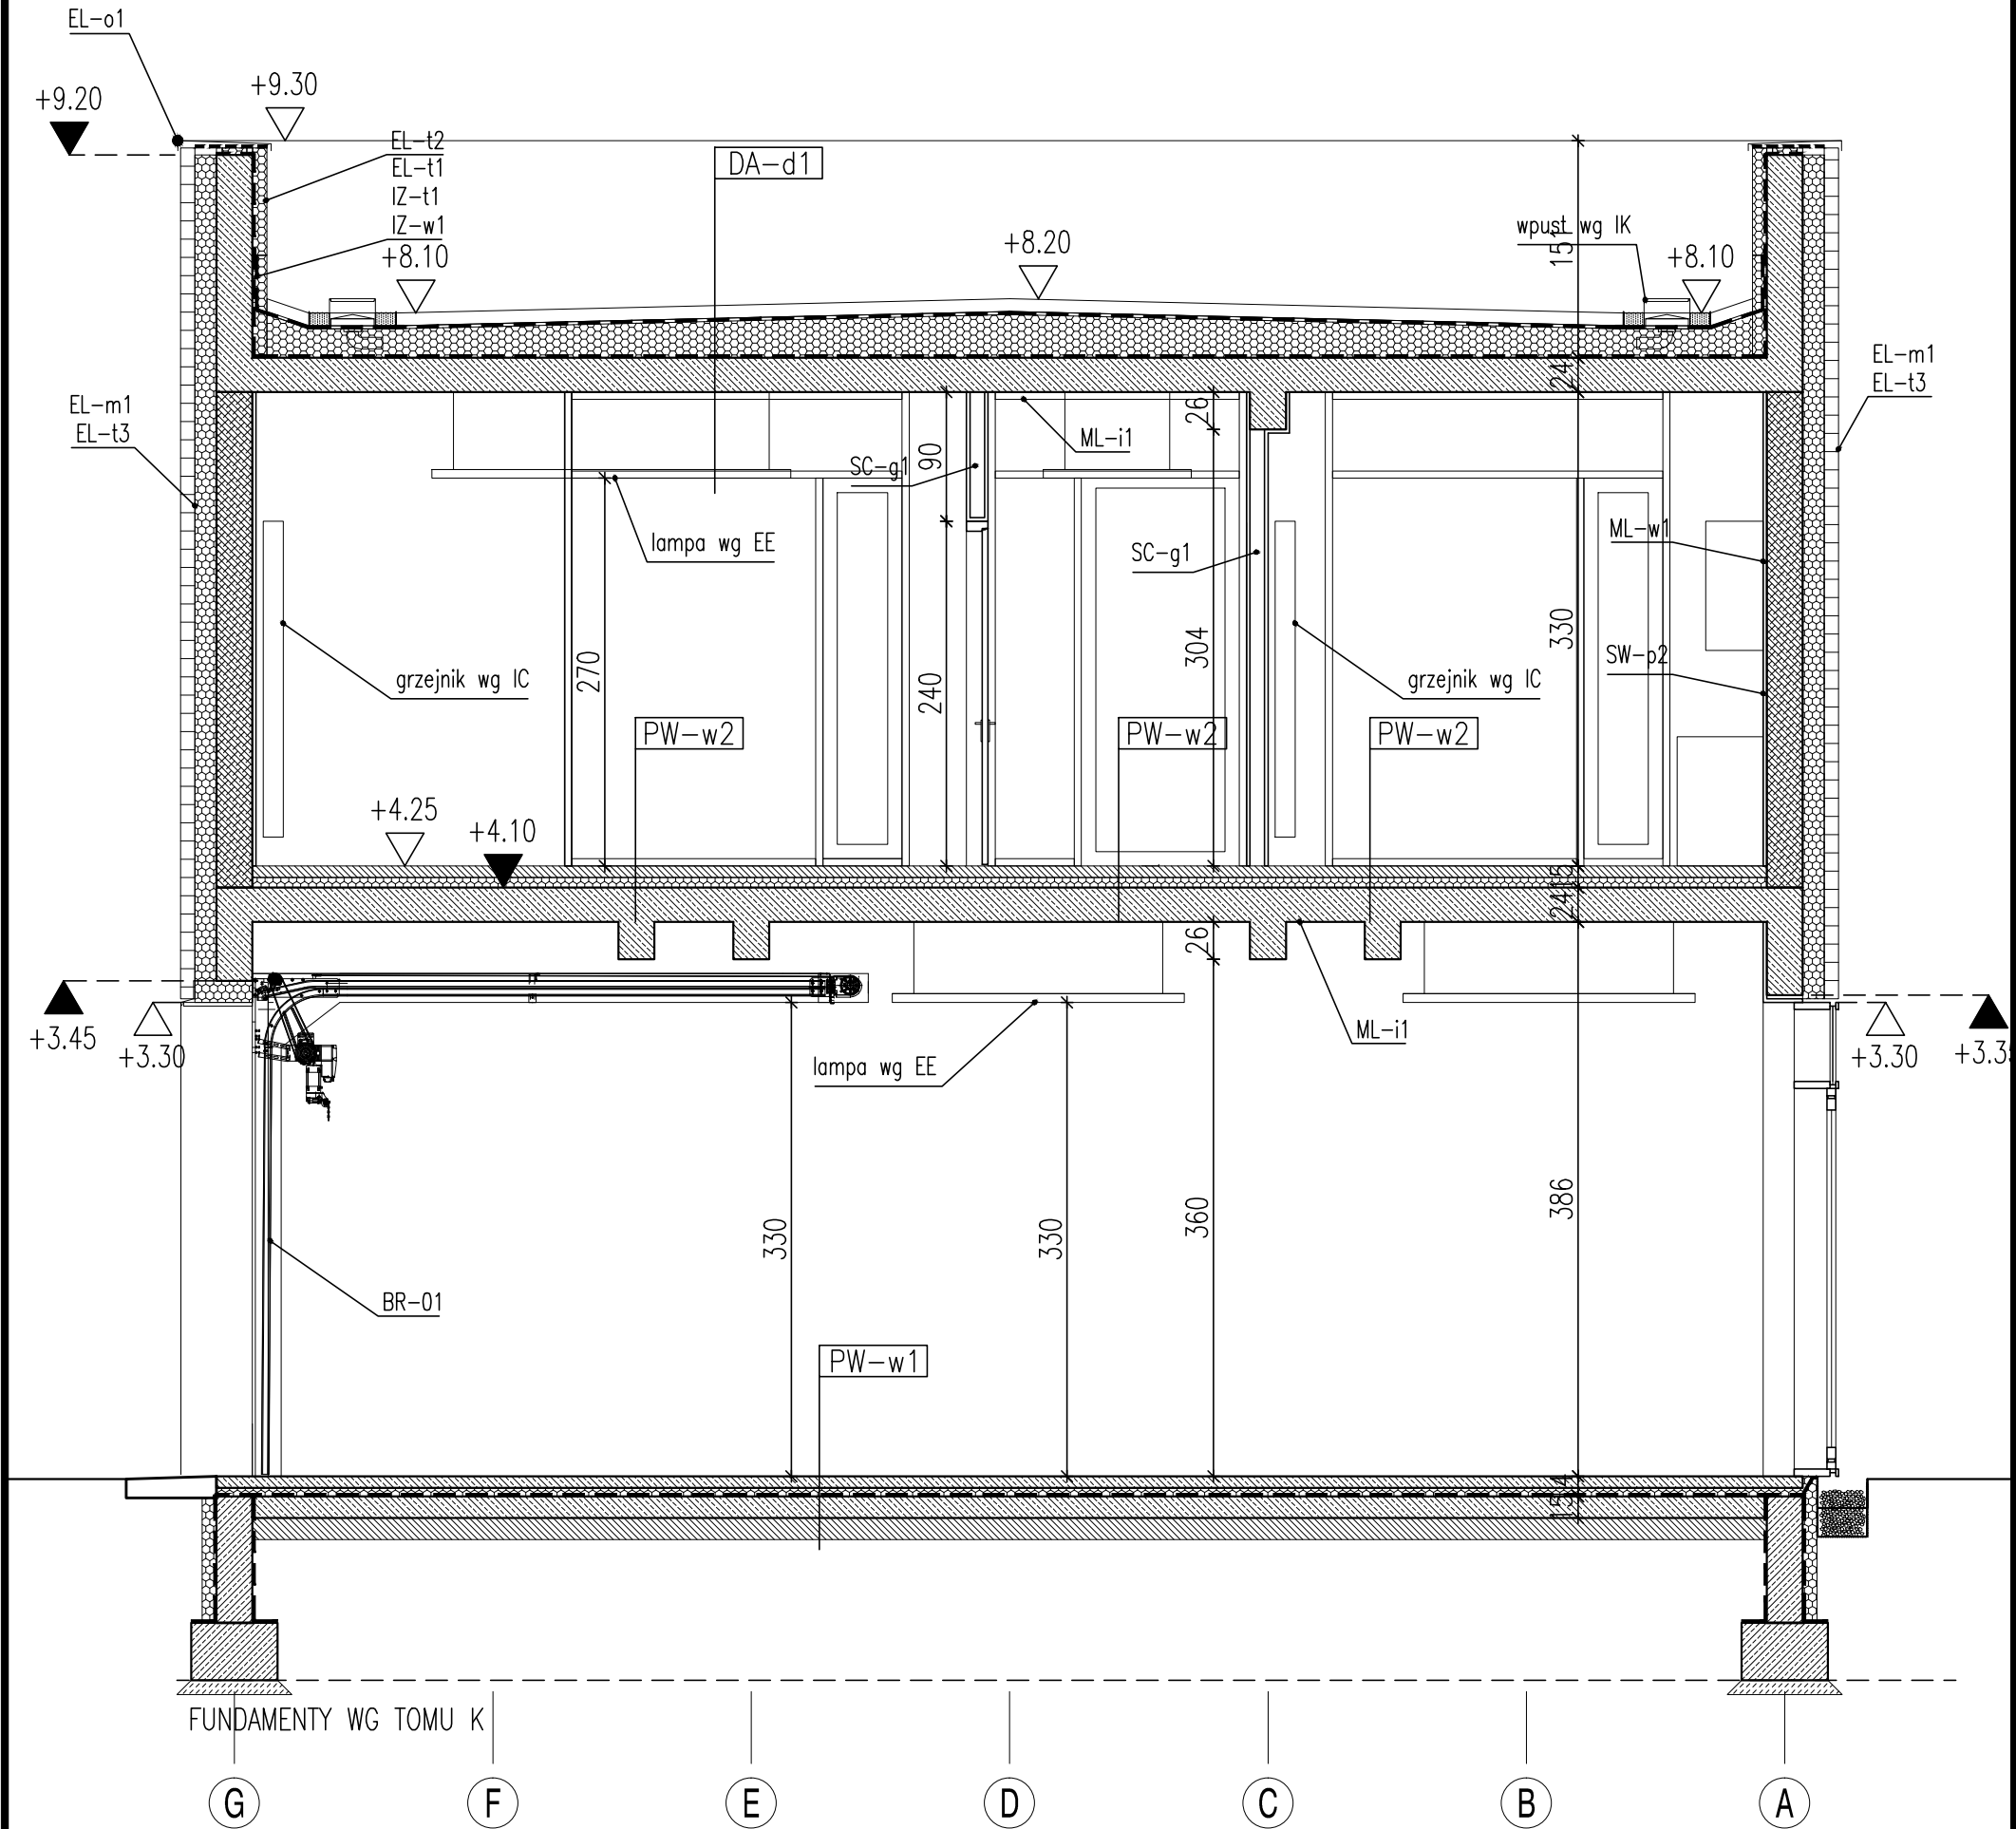 EL-o1
+9.20
+9.30
EL-t2
EL-t1
IZ-t1
IZ-w1
+8.10
DA-d1
+8.20
wpust wg IK
151
+8.10
EL-m1
EL-t3
EL-m1
EL-t3
24
26
ML-i1
90
SC-g1
lampa wg EE
SC-g1
ML-w1
270
240
304
330
grzejnik wg IC
grzejnik wg IC
SW-p2
PW-w2
PW-w2
PW-w2
+4.25
+4.10
15
24
26
+3.45
+3.30
lampa wg EE
ML-i1
+3.30
330
330
360
386
BR-01
PW-w1
FUNDAMENTY WG TOMU K
G
F
E
D
C
B
A